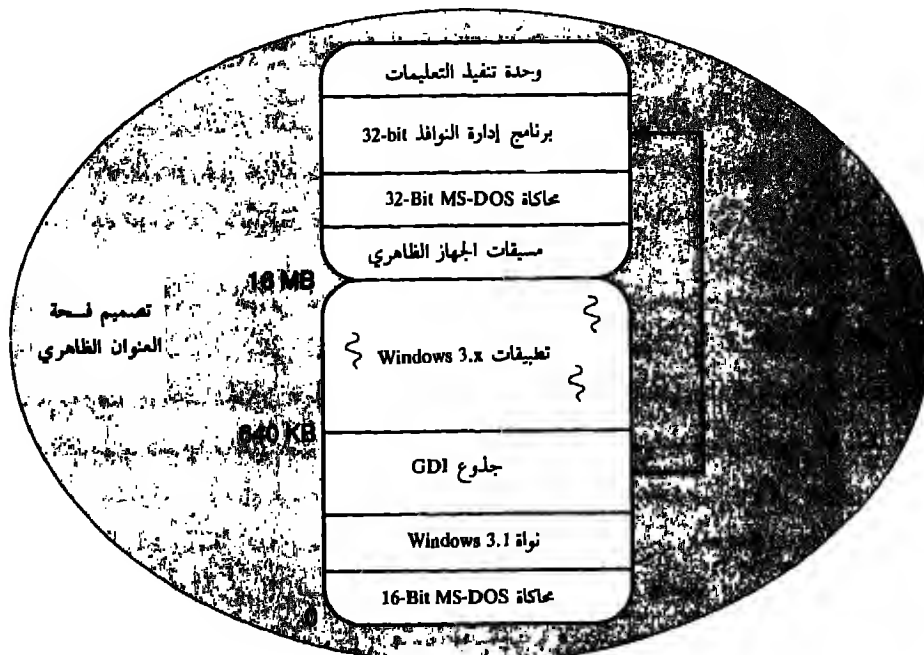 وحدة تنفيذ التعليمات
برنامج إدارة النوافذ 32-bit
محاكاة 32-Bit MS-DOS
مسبقات الجهاز الظاهري
16 MB
تصميم فسحة
العنوان الظاهري
تطبيقات Windows 3.x
640 KB
جذوع GDI
نواة Windows 3.1
محاكاة 16-Bit MS-DOS
0